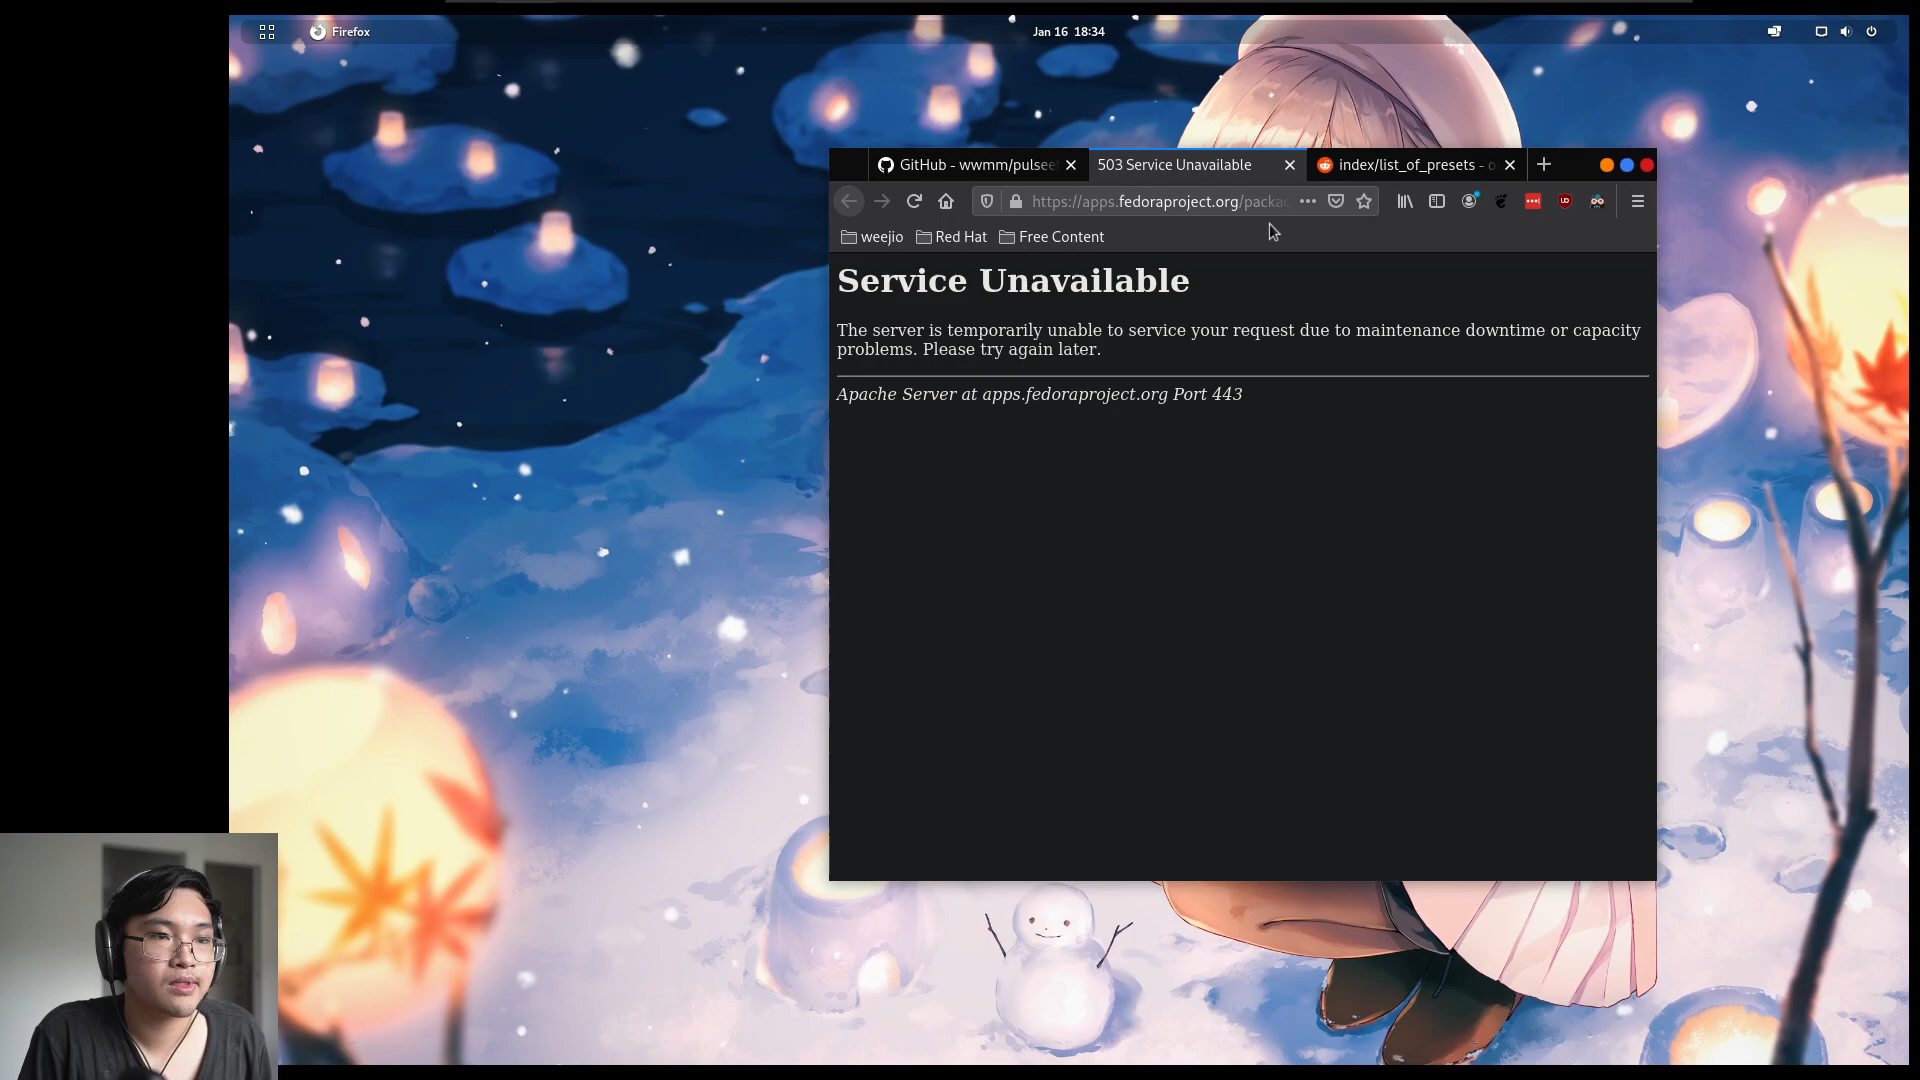 Firefox
Jan 16 18:34
GitHub - wwmm/pulsee
503 Service Unavailable
index/list_of_presets - o
https://apps.fedoraproject.org/packa
weejio
Red Hat
Free Content
Service Unavailable
The server is temporarily unable to service your request due to maintenance downtime or capacity
problems. Please try again later.
Apache Server at apps.fedoraproject.org Port 443